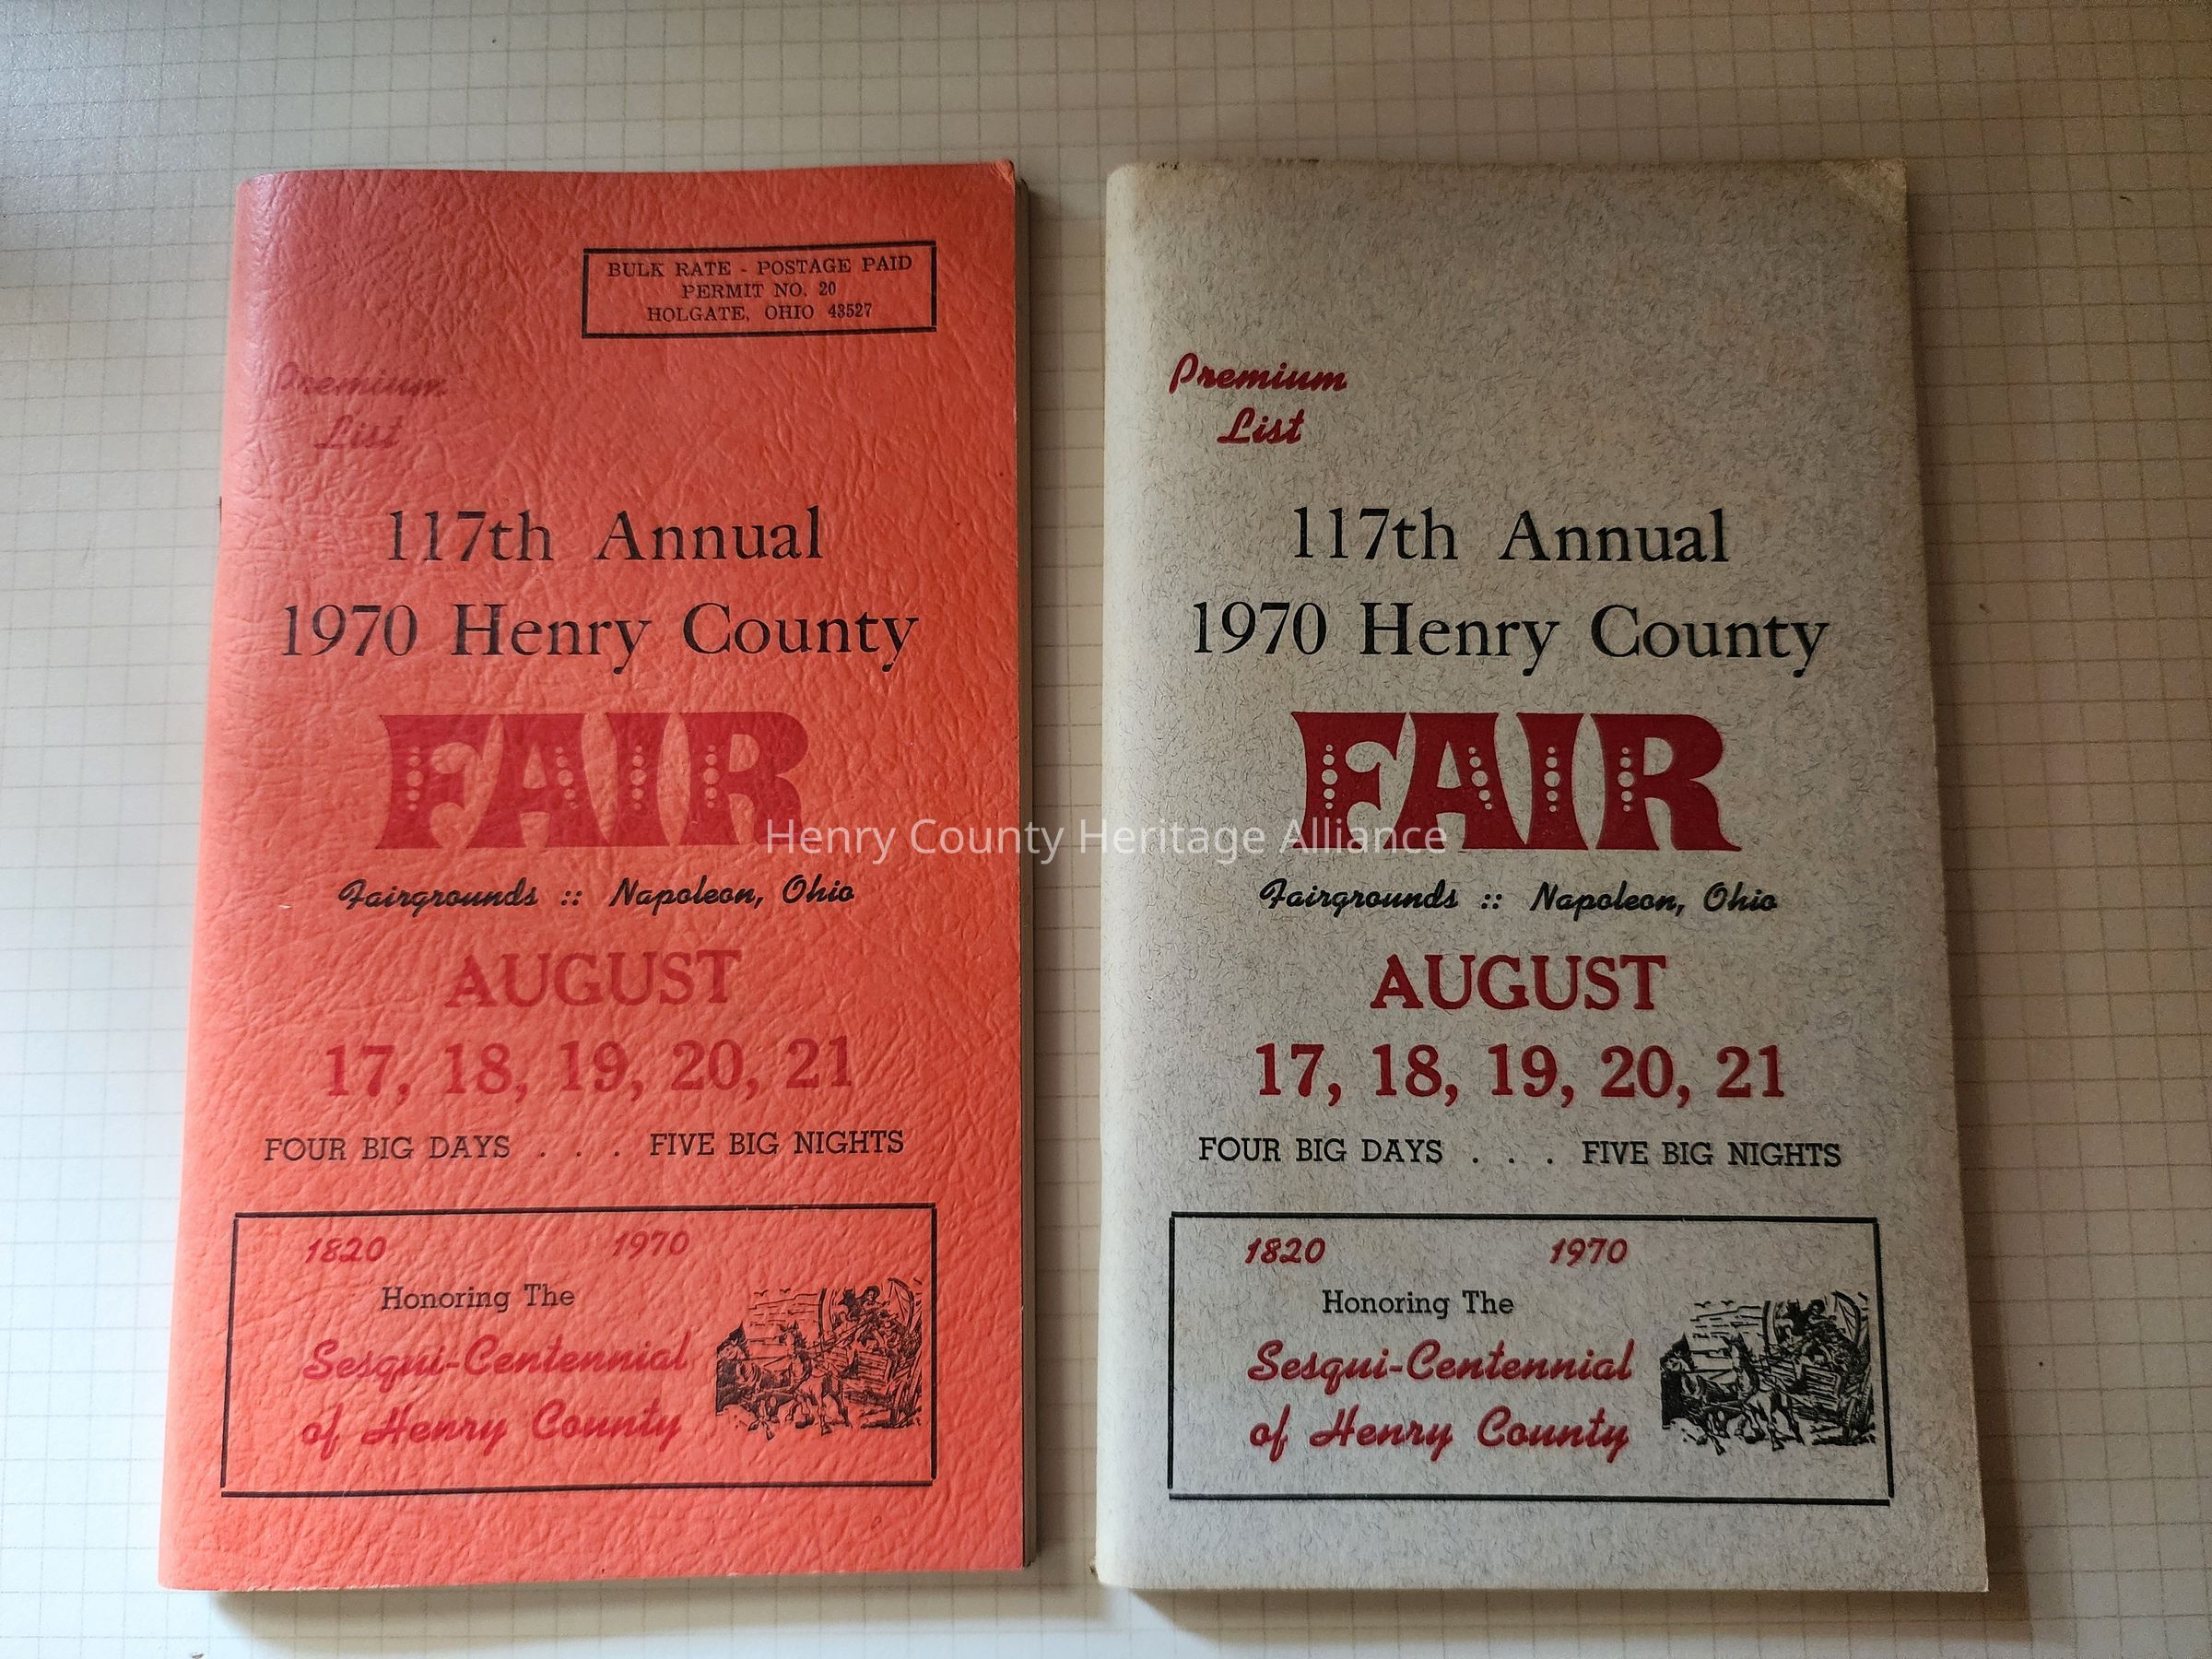 BULK RATE - POSTAGE PAID
PERMIT NO. 20
HOLGATE, OHIO 43527
Premium
List
117th Annual
1970 Henry County
FAIR
Fairgrounds :: Napoleon, Ohio
AUGUST
17, 18, 19, 20, 21
FOUR BIG DAYS . . . FIVE BIG NIGHTS
1820 1970
Honoring The
Sesqui-Centennial
of Henry County
Premium
List
117th Annual
1970 Henry County
FAIR
Fairgrounds :: Napoleon, Ohio
AUGUST
17, 18, 19, 20, 21
FOUR BIG DAYS . . . FIVE BIG NIGHTS
1820 1970
Honoring The
Sesqui-Centennial
of Henry County
Henry County Heritage Alliance